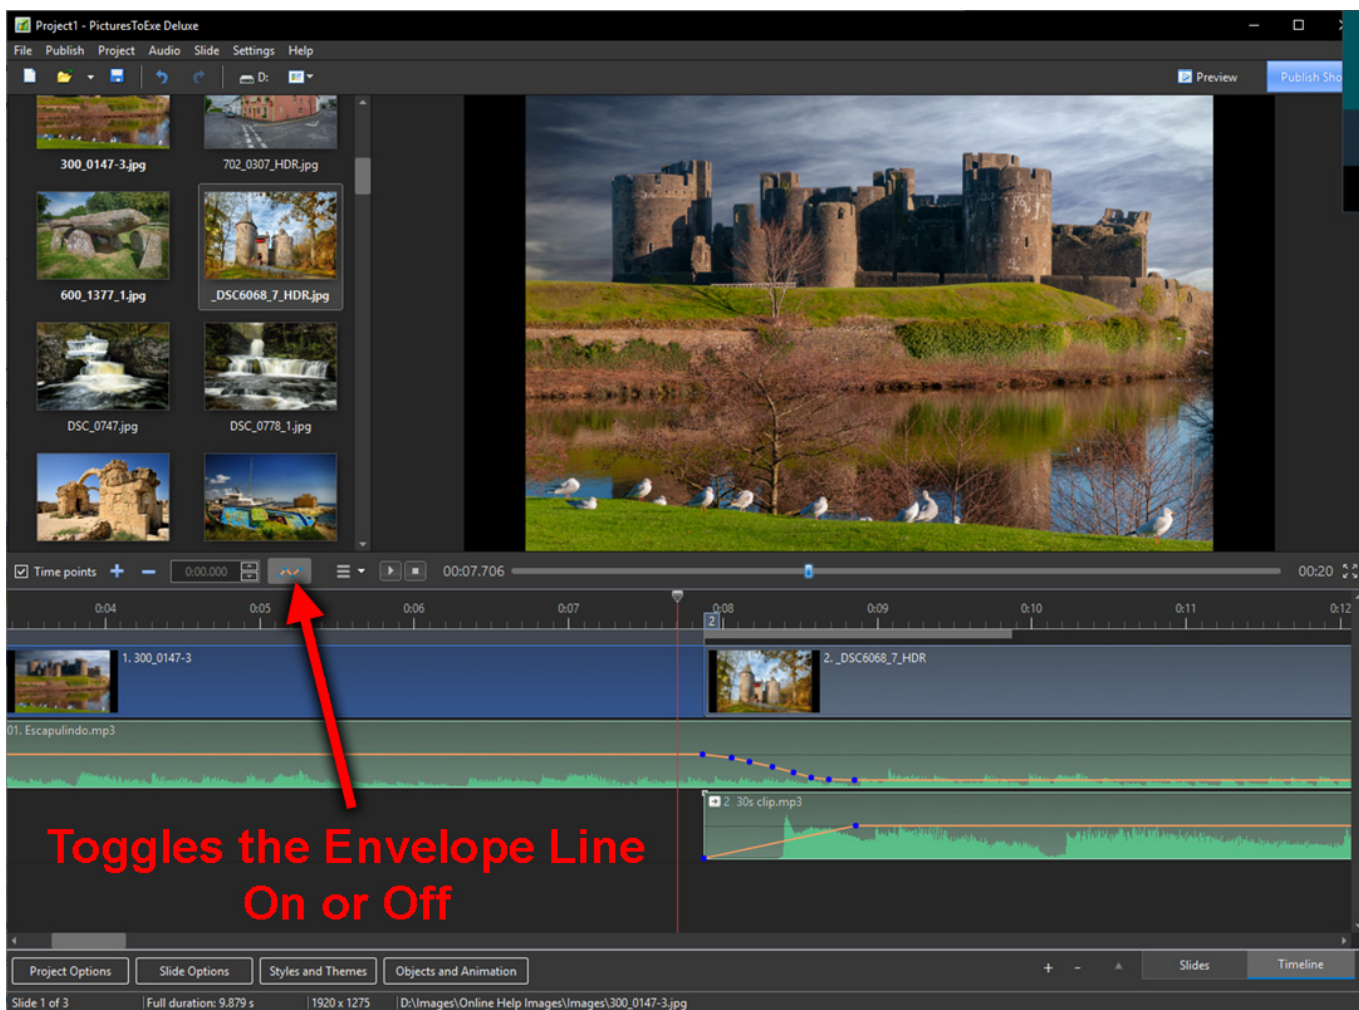 Project1 - PicturesToExe Deluxe
File Publish Project Audio Slide Settings Help
D: Preview Publish Sho
300_0147-3.jpg 702_0307_HDR.jpg
600_1377_1.jpg _DSC6068_7_HDR.jpg
DSC_0747.jpg DSC_0778_1.jpg
Time points 0:00.000 00:07.706 00:20
0:04 0:05 0:06 0:07 0:08 0:09 0:10 0:11 0:12
2
1. 300_0147-3 2. _DSC6068_7_HDR
01. Escapulindo.mp3
2 30s clip.mp3
Toggles the Envelope Line
On or Off
Project Options Slide Options Styles and Themes Objects and Animation + - Slides Timeline
Slide 1 of 3 Full duration: 9.879 s 1920 x 1275 D:\Images\Online Help Images\Images\300_0147-3.jpg